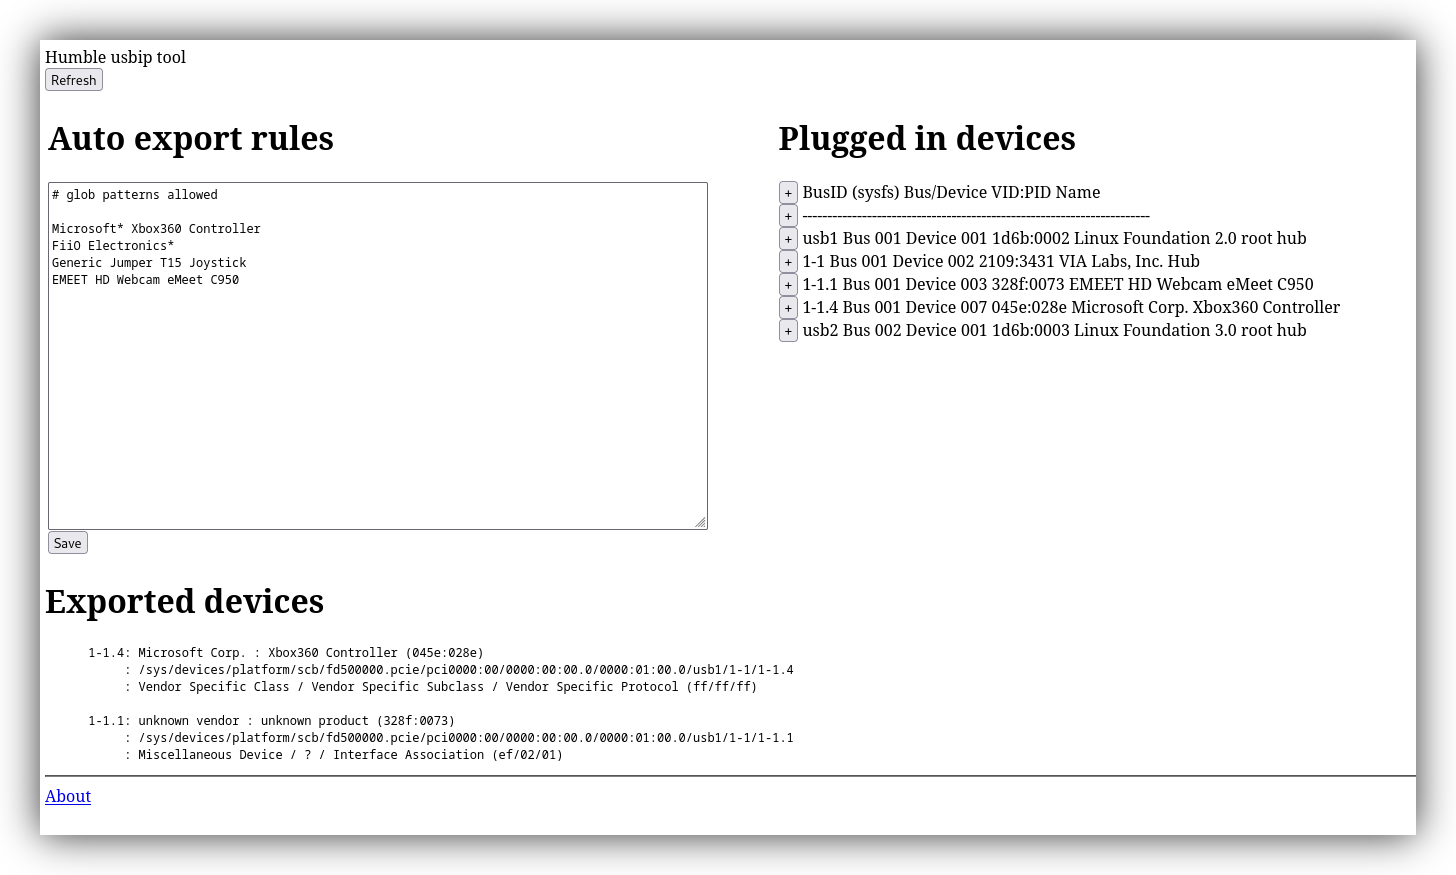 Humble usbip tool
Refresh
Auto export rules
# glob patterns allowed
Microsoft* Xbox360 Controller
FiiO Electronics*
Generic Jumper T15 Joystick
EMEET HD Webcam eMeet C950
Save
Plugged in devices
+ BusID (sysfs) Bus/Device VID:PID Name
+ ----------------------------------------------------------------------
+ usb1 Bus 001 Device 001 1d6b:0002 Linux Foundation 2.0 root hub
+ 1-1 Bus 001 Device 002 2109:3431 VIA Labs, Inc. Hub
+ 1-1.1 Bus 001 Device 003 328f:0073 EMEET HD Webcam eMeet C950
+ 1-1.4 Bus 001 Device 007 045e:028e Microsoft Corp. Xbox360 Controller
+ usb2 Bus 002 Device 001 1d6b:0003 Linux Foundation 3.0 root hub
Exported devices
1-1.4: Microsoft Corp. : Xbox360 Controller (045e:028e)
: /sys/devices/platform/scb/fd500000.pcie/pci0000:00/0000:00:00.0/0000:01:00.0/usb1/1-1/1-1.4
: Vendor Specific Class / Vendor Specific Subclass / Vendor Specific Protocol (ff/ff/ff)
1-1.1: unknown vendor : unknown product (328f:0073)
: /sys/devices/platform/scb/fd500000.pcie/pci0000:00/0000:00:00.0/0000:01:00.0/usb1/1-1/1-1.1
: Miscellaneous Device / ? / Interface Association (ef/02/01)
About